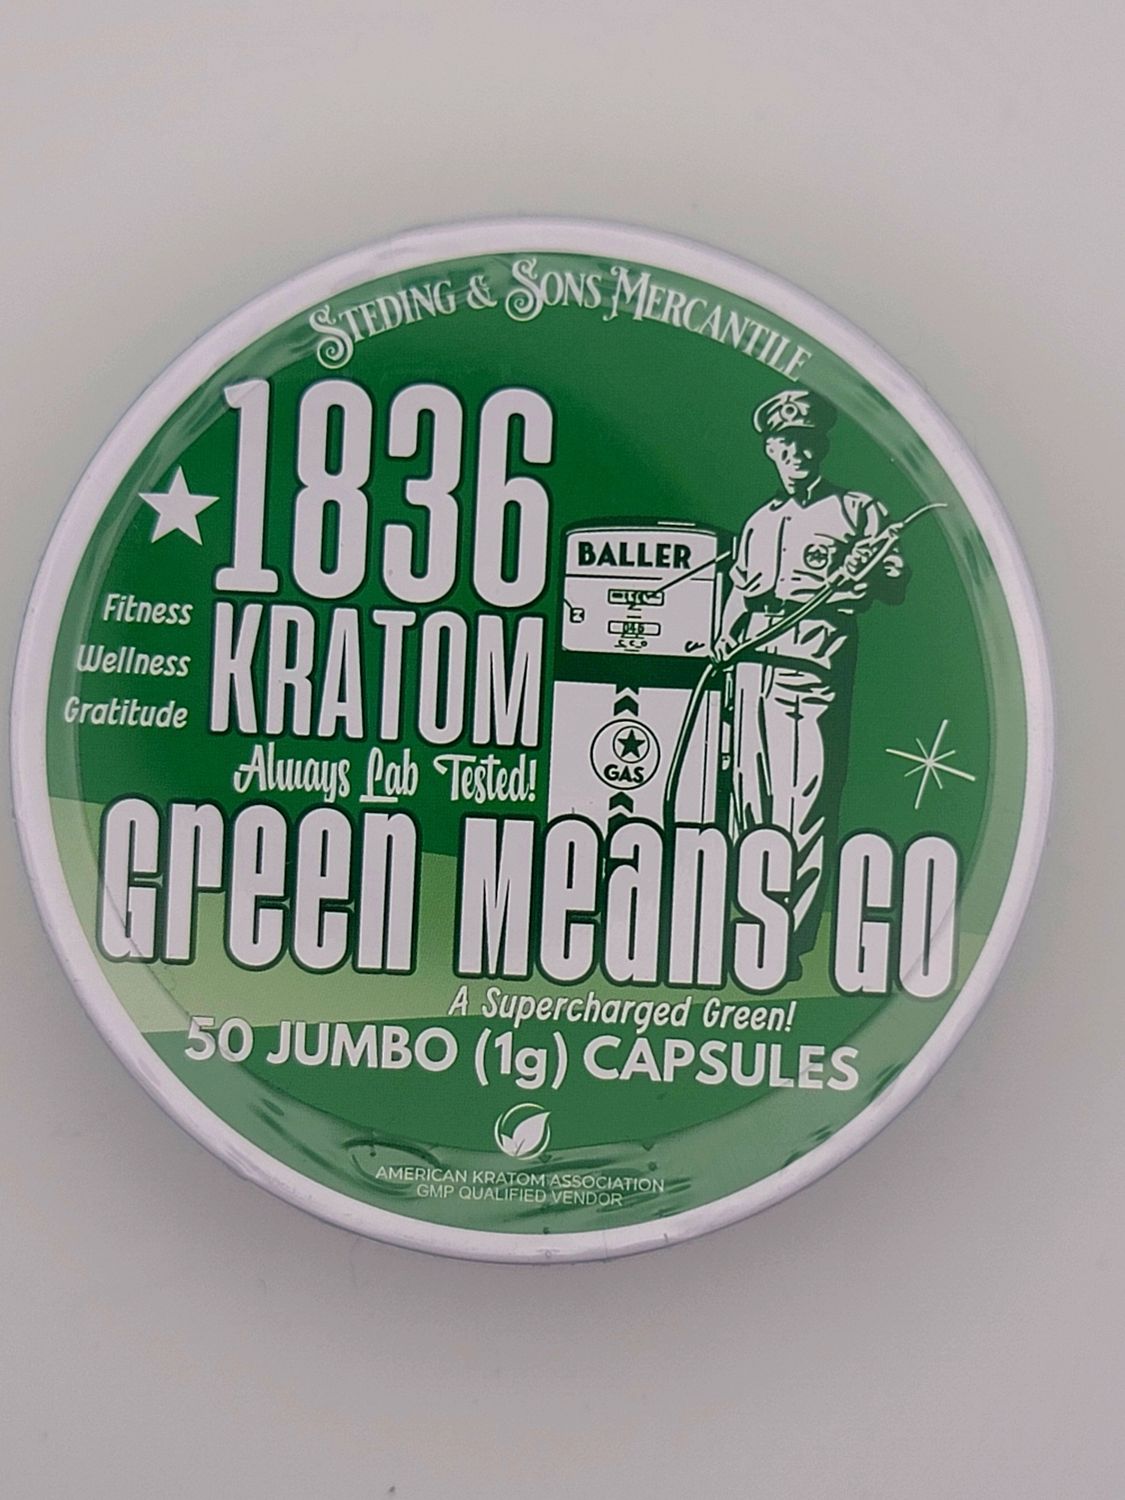 STEDING & SONS MERCANTILE
1836
KRATOM
Fitness
Wellness
Gratitude
Always Lab Tested!
BALLER
GAS
Green Means GO
A Supercharged Green!
50 JUMBO (1g) CAPSULES
AMERICAN KRATOM ASSOCIATION
GMP QUALIFIED VENDOR